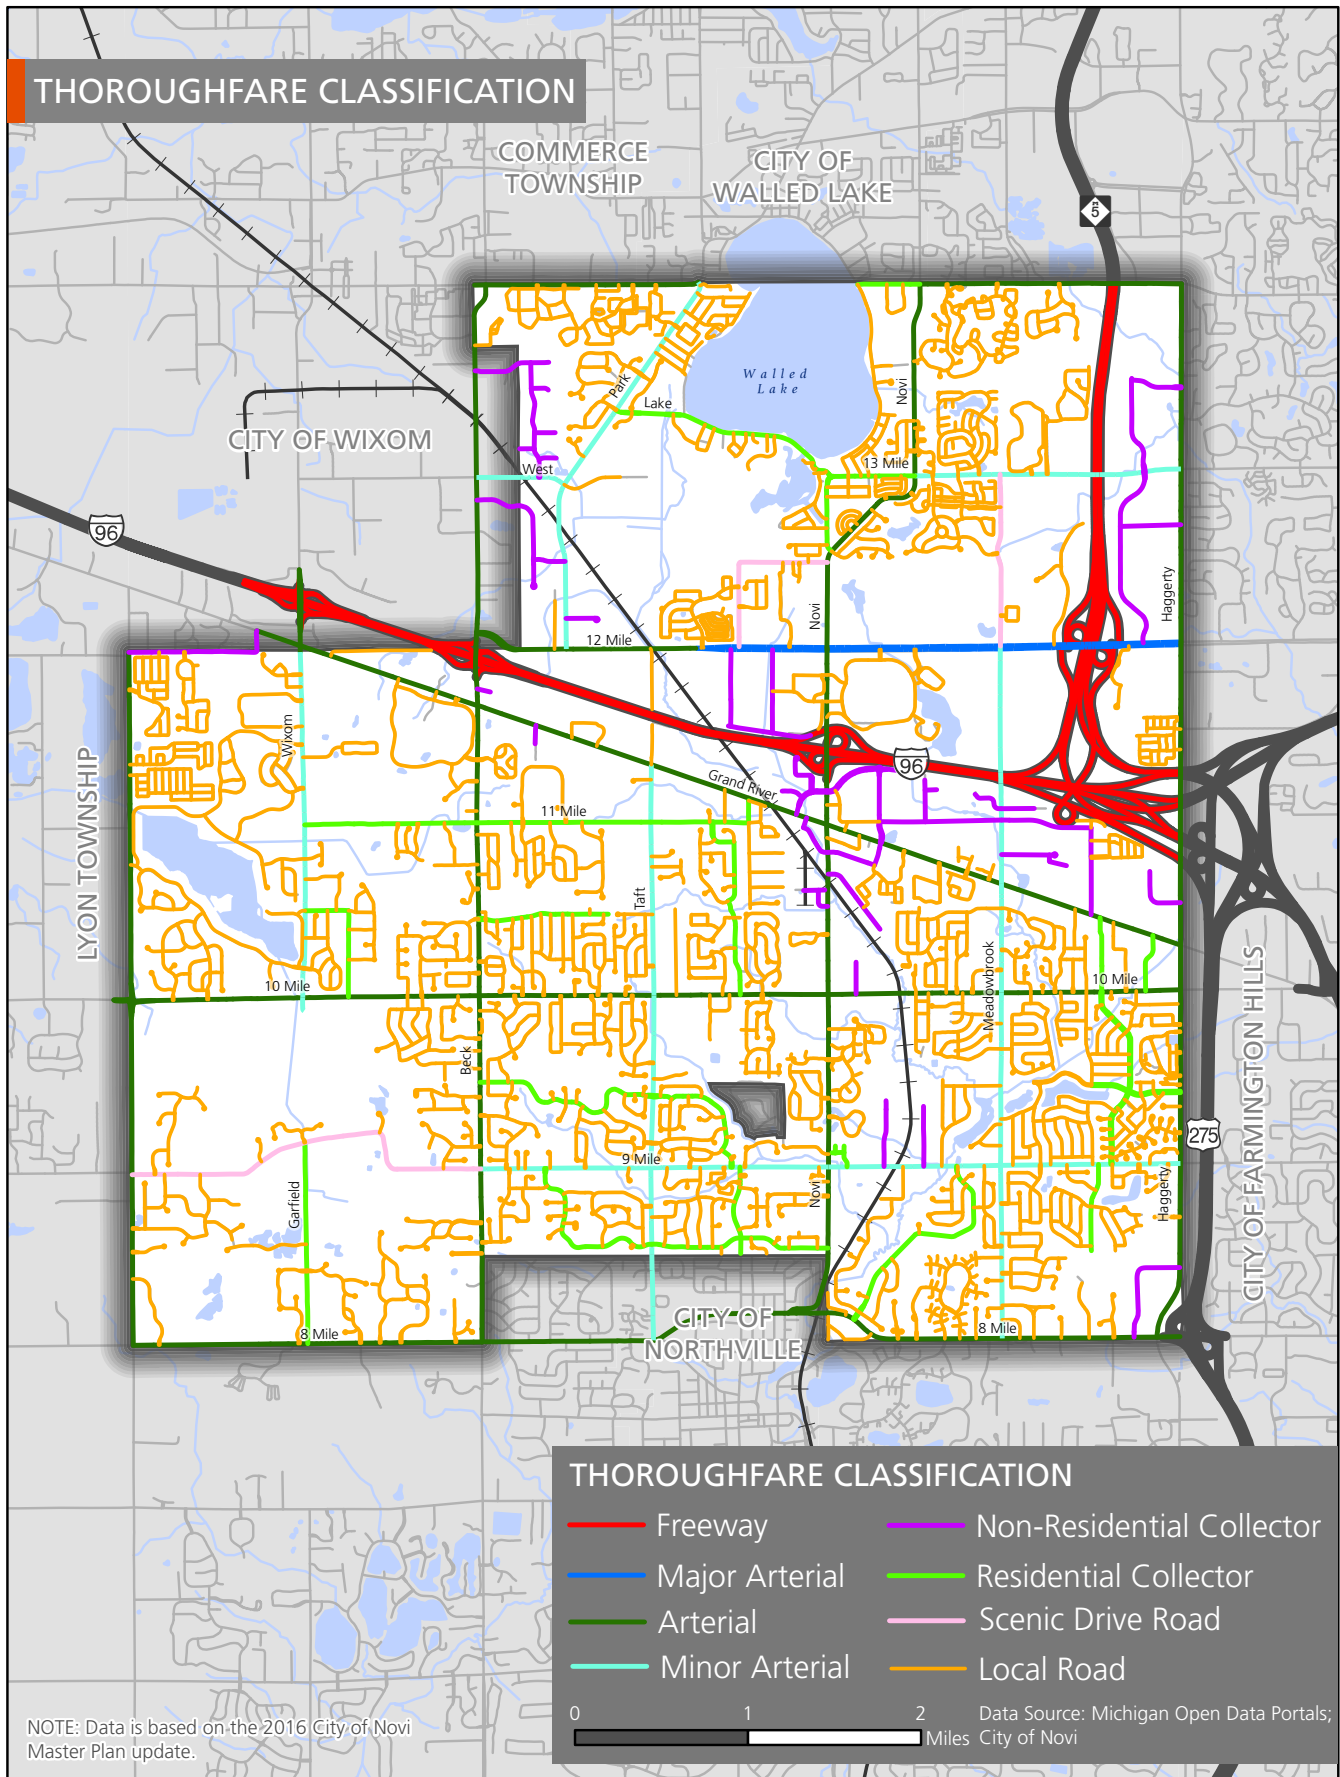 THOROUGHFARE CLASSIFICATION
COMMERCE
TOWNSHIP
CITY OF
WALLED LAKE
M
5
Walled
Lake
Park
Lake
Novi
CITY OF WIXOM
13 Mile
West
96
Haggerty
Novi
12 Mile
Wixom
LYON TOWNSHIP
96
Grand River
11 Mile
Taft
Meadowbrook
10 Mile
10 Mile
CITY OF FARMINGTON HILLS
Beck
275
9 Mile
Garfield
Novi
Haggerty
CITY OF
NORTHVILLE
8 Mile
8 Mile
THOROUGHFARE CLASSIFICATION
Freeway
Non-Residential Collector
Major Arterial
Residential Collector
Arterial
Scenic Drive Road
Minor Arterial
Local Road
0 1 2
Miles
Data Source: Michigan Open Data Portals;
City of Novi
NOTE: Data is based on the 2016 City of Novi
Master Plan update.